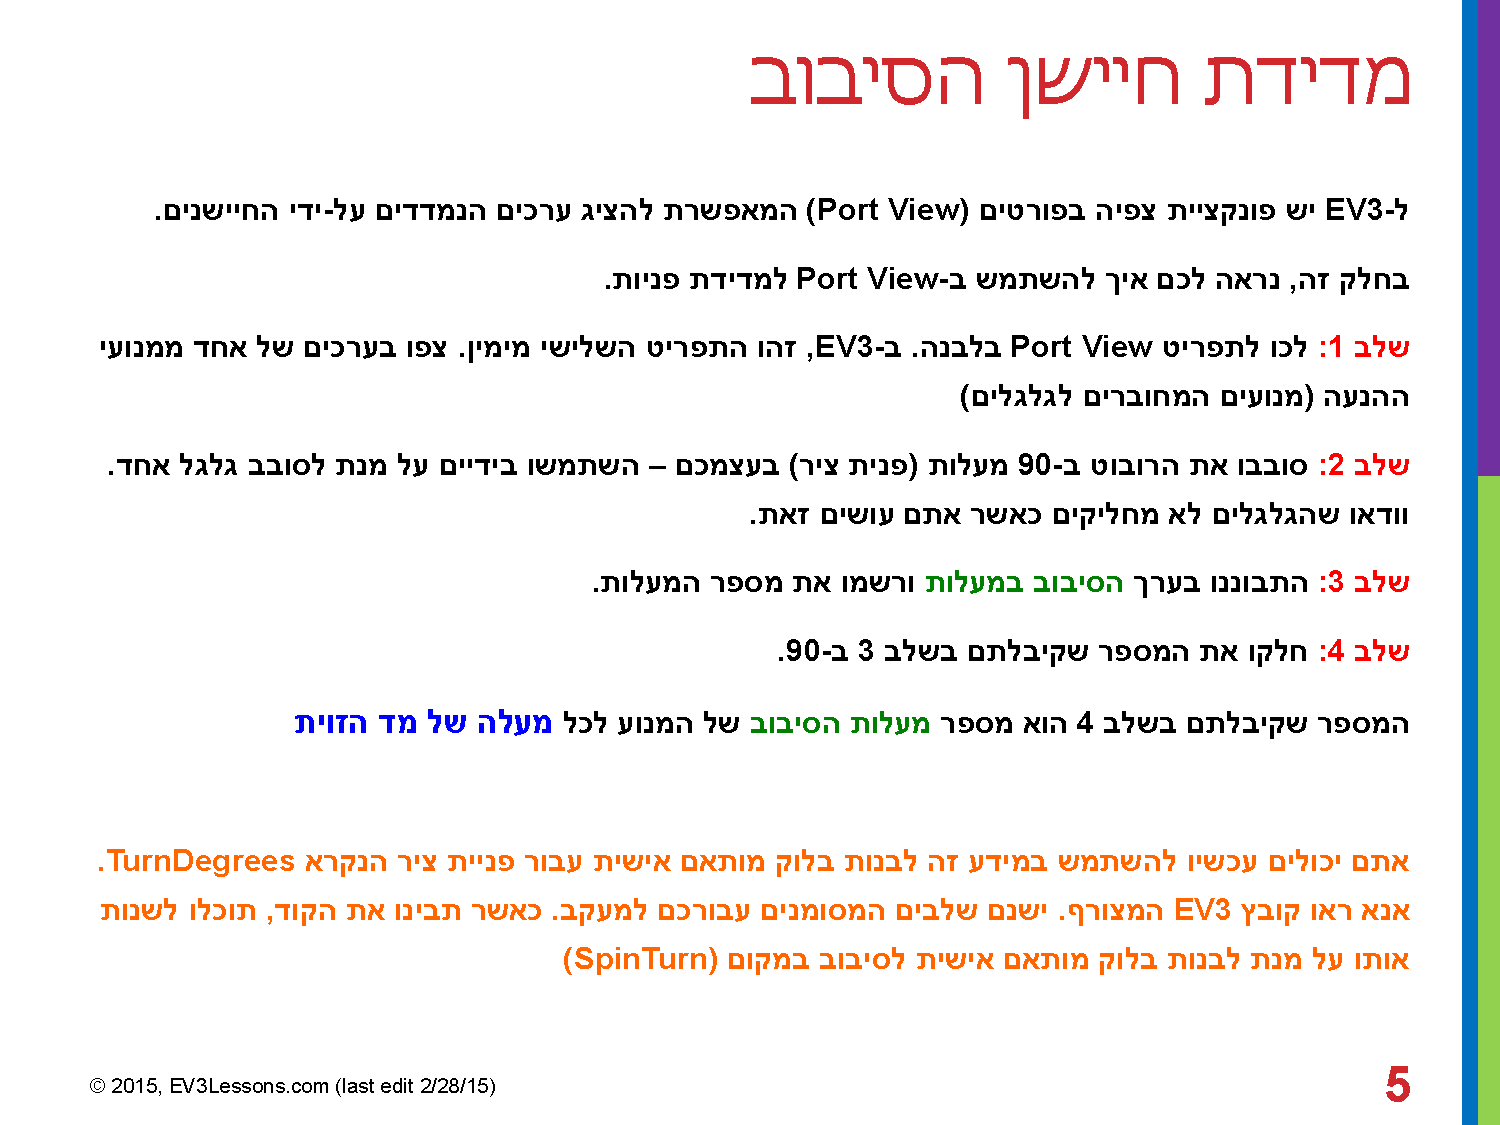 מדידת חיישן הסיבוב
ל-EV3 יש פונקציית צפיה בפורטים (Port View) המאפשרת להציג ערכים הנמדדים על-ידי החיישנים.
בחלק זה, נראה לכם איך להשתמש ב-Port View למדידת פניות.
שלב 1: לכו לתפריט Port View בלבנה. ב-EV3, זהו התפריט השלישי מימין. צפו בערכים של אחד ממנועי
ההנעה (מנועים המחוברים לגלגלים)
שלב 2: סובבו את הרובוט ב-90 מעלות (פנית ציר) בעצמכם – השתמשו בידיים על מנת לסובב גלגל אחד.
וודאו שהגלגלים לא מחליקים כאשר אתם עושים זאת.
שלב 3: התבוננו בערך הסיבוב במעלות ורשמו את מספר המעלות.
שלב 4: חלקו את המספר שקיבלתם בשלב 3 ב-90.
המספר שקיבלתם בשלב 4 הוא מספר מעלות הסיבוב של המנוע לכל מעלה של מד הזוית
אתם יכולים עכשיו להשתמש במידע זה לבנות בלוק מותאם אישית עבור פניית ציר הנקרא TurnDegrees.
אנא ראו קובץ EV3 המצורף. ישנם שלבים המסומנים עבורכם למעקב. כאשר תבינו את הקוד, תוכלו לשנות
אותו על מנת לבנות בלוק מותאם אישית לסיבוב במקום (SpinTurn)
© 2015, EV3Lessons.com (last edit 2/28/15)
5